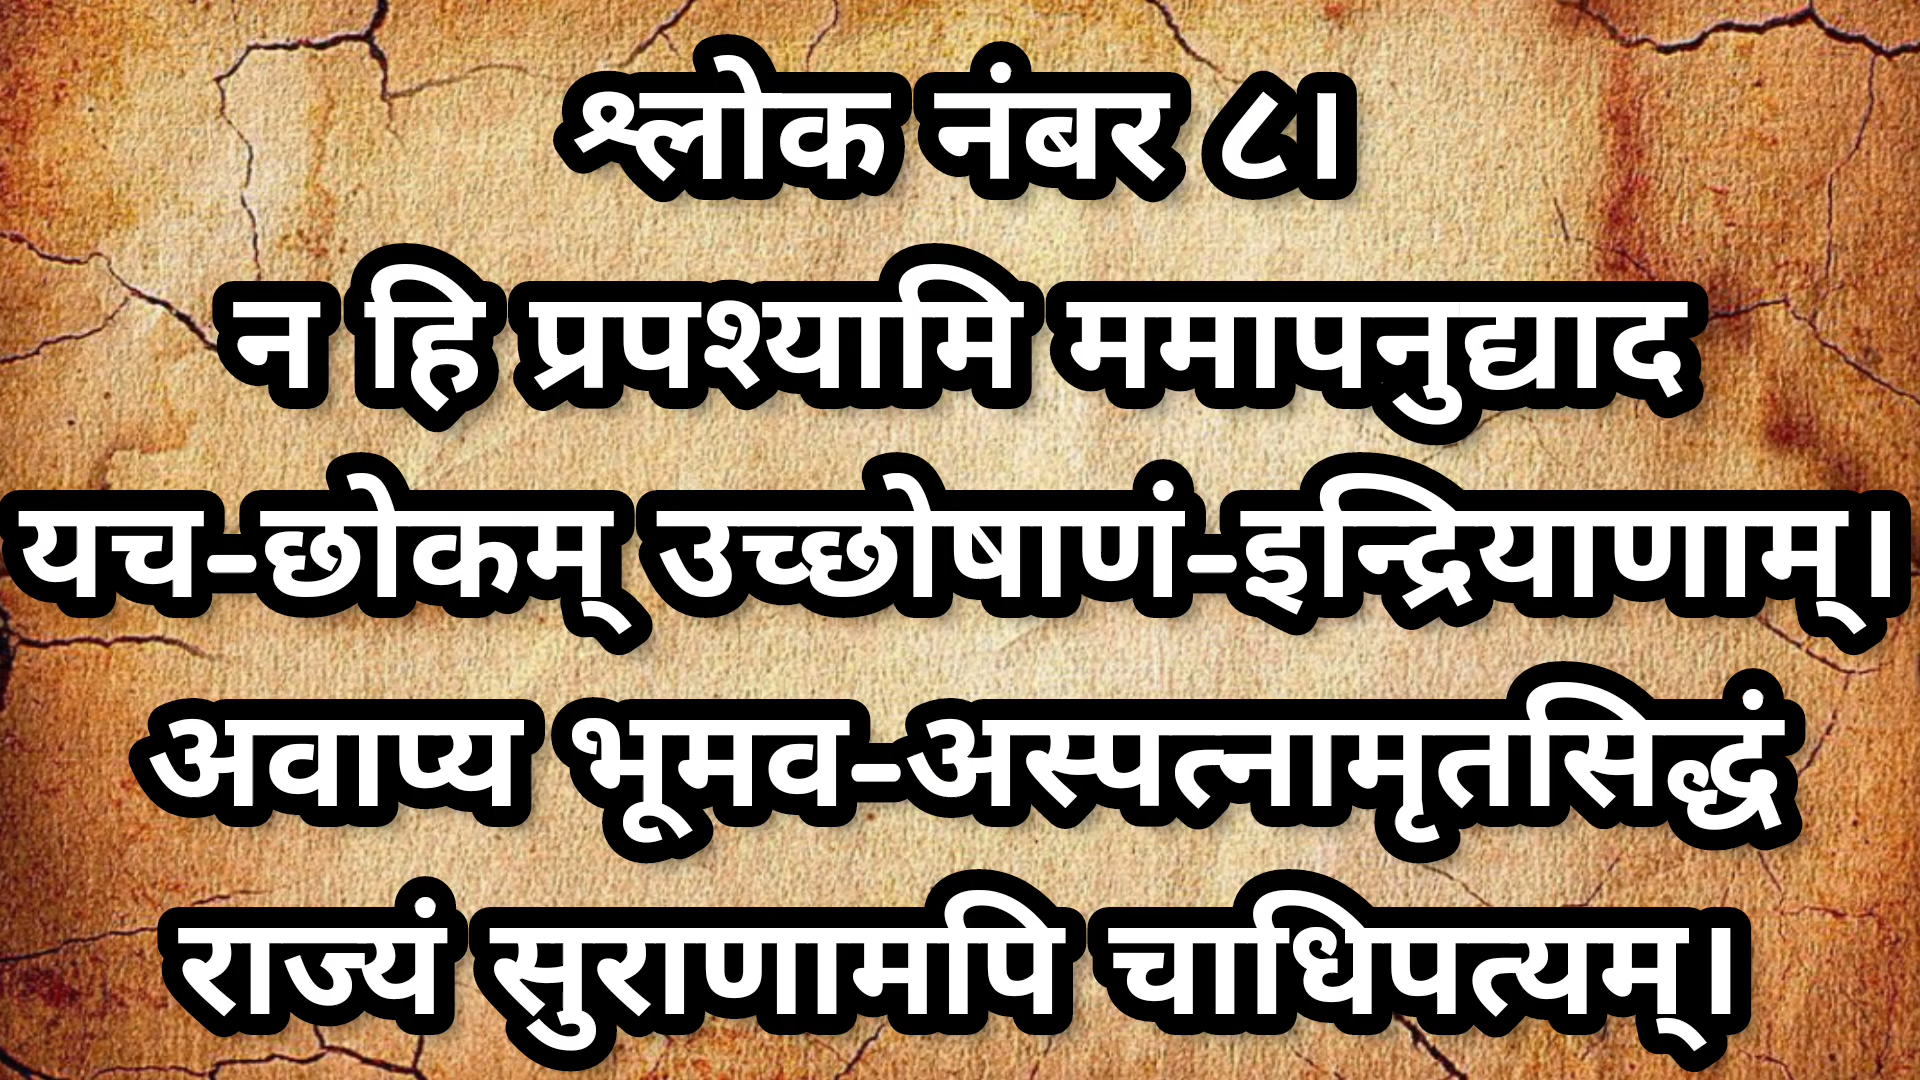 श्लोक नंबर ८।
न हि प्रपश्यामि ममापनुद्याद
यच-छोकम् उच्छोषाणं-इन्द्रियाणाम्।
अवाप्य भूमव-अस्पत्नामृतसिद्धं
राज्यं सुराणामपि चाधिपत्यम्।